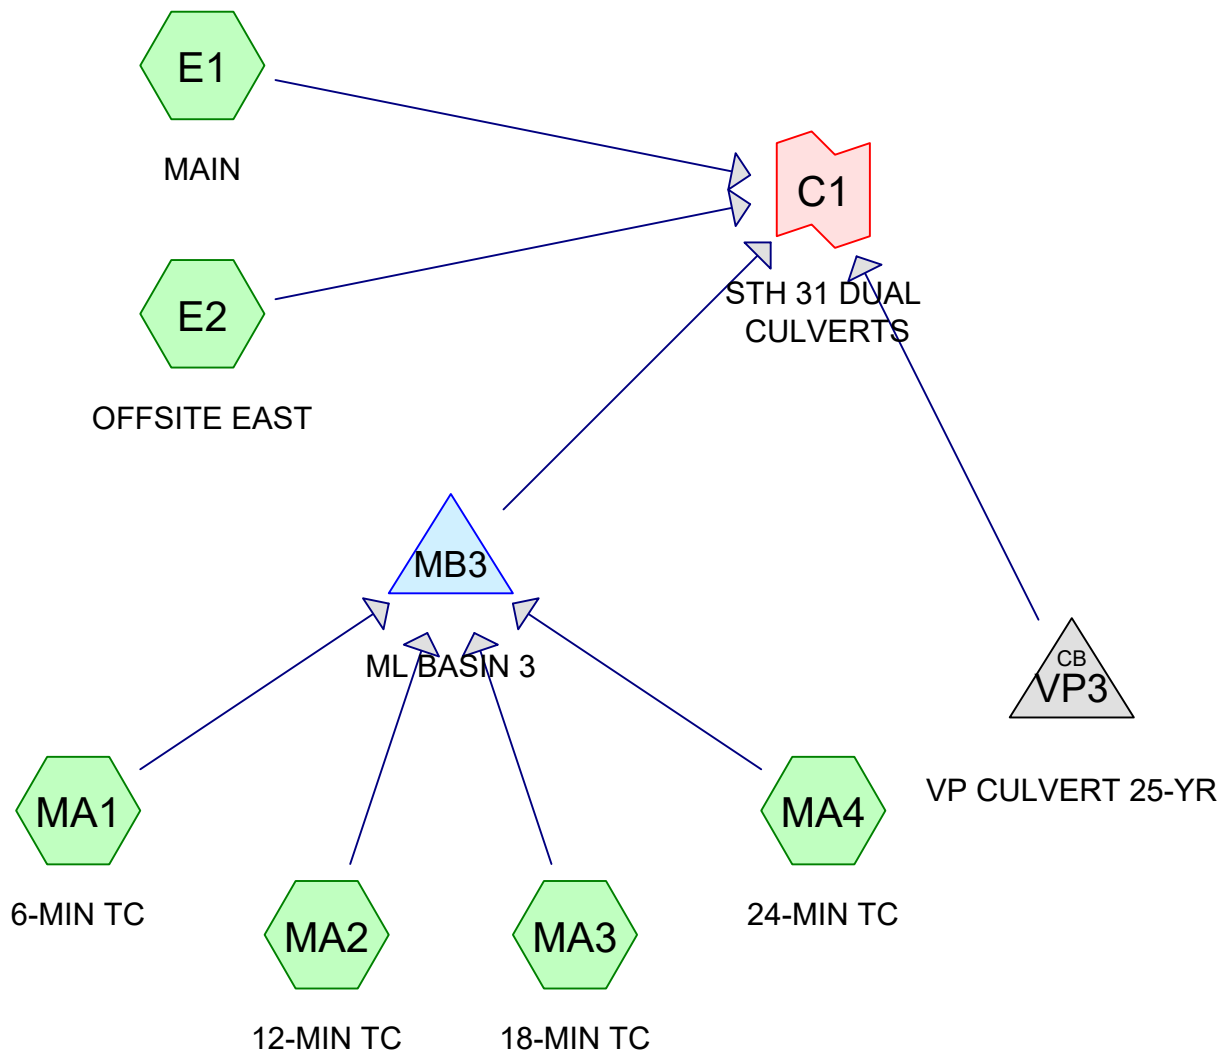 E1
MAIN
C1
STH 31 DUAL
CULVERTS
E2
OFFSITE EAST
MB3
ML BASIN 3
CB
VP3
VP CULVERT 25-YR
MA1
6-MIN TC
MA4
24-MIN TC
MA2
12-MIN TC
MA3
18-MIN TC